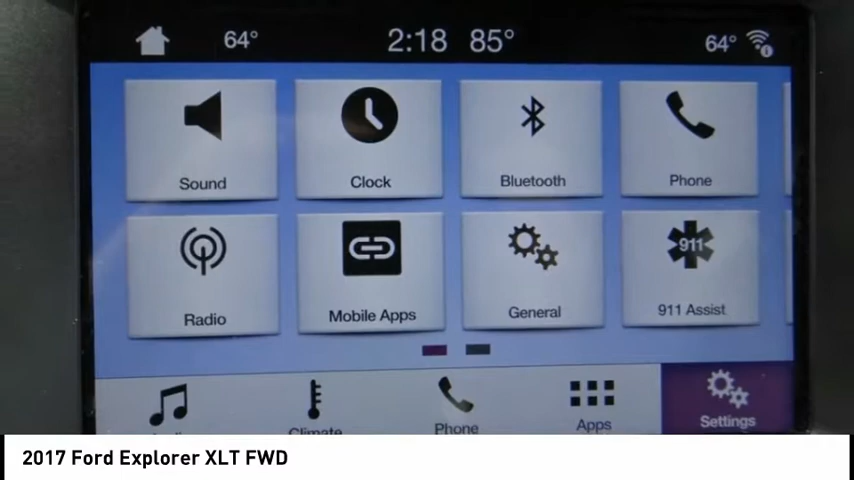 64° 2:18 85° 64°
Sound Clock Bluetooth Phone
911
Radio Mobile Apps General 911 Assist
Climate Phone Apps Settings
2017 Ford Explorer XLT FWD